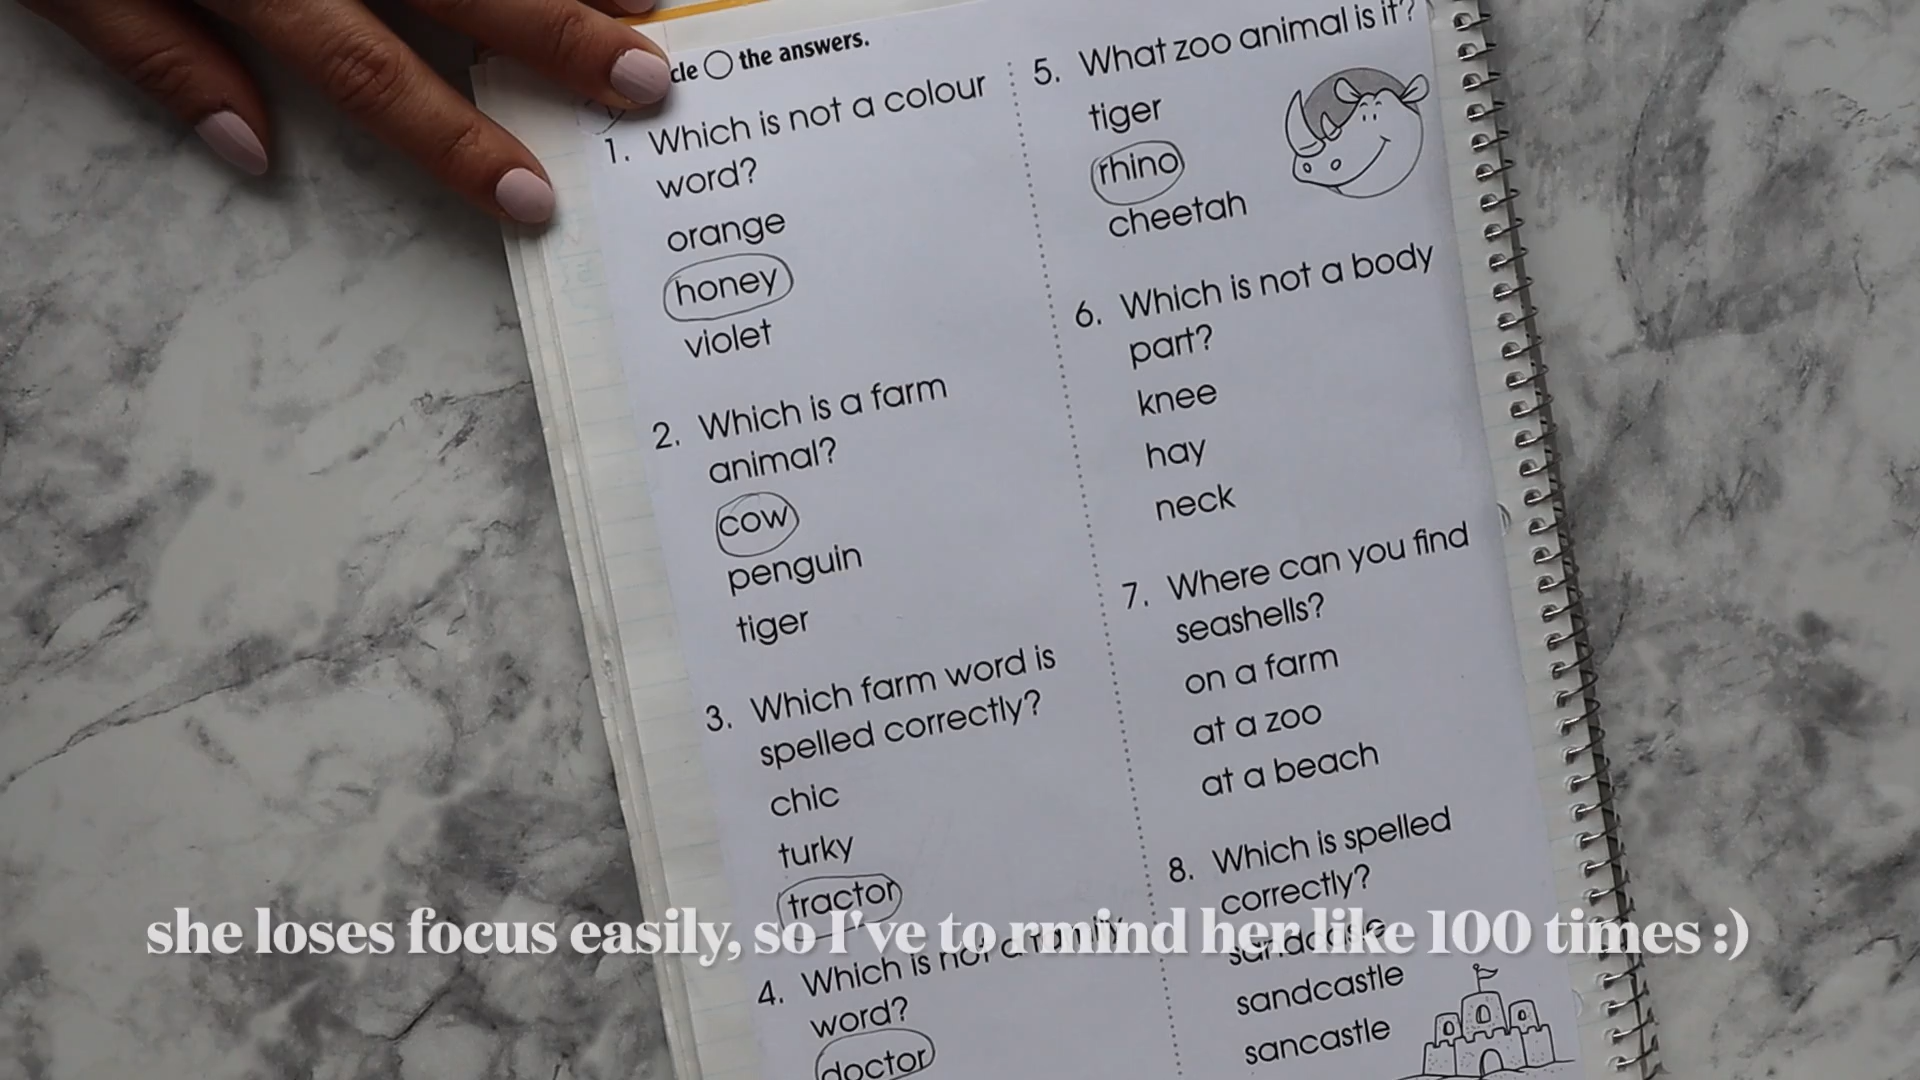 cle the answers.
1. Which is not a colour
word?
orange
honey
violet
2. Which is a farm
animal?
cow
penguin
tiger
3. Which farm word is
spelled correctly?
chic
turky
tractor
4. Which is not a family
word?
doctor
5. What zoo animal is it?
tiger
rhino
cheetah
6. Which is not a body
part?
knee
hay
neck
7. Where can you find
seashells?
on a farm
at a zoo
at a beach
8. Which is spelled
correctly?
sandcastle
sancastle
she loses focus easily, so I've to rmind her like 100 times :)